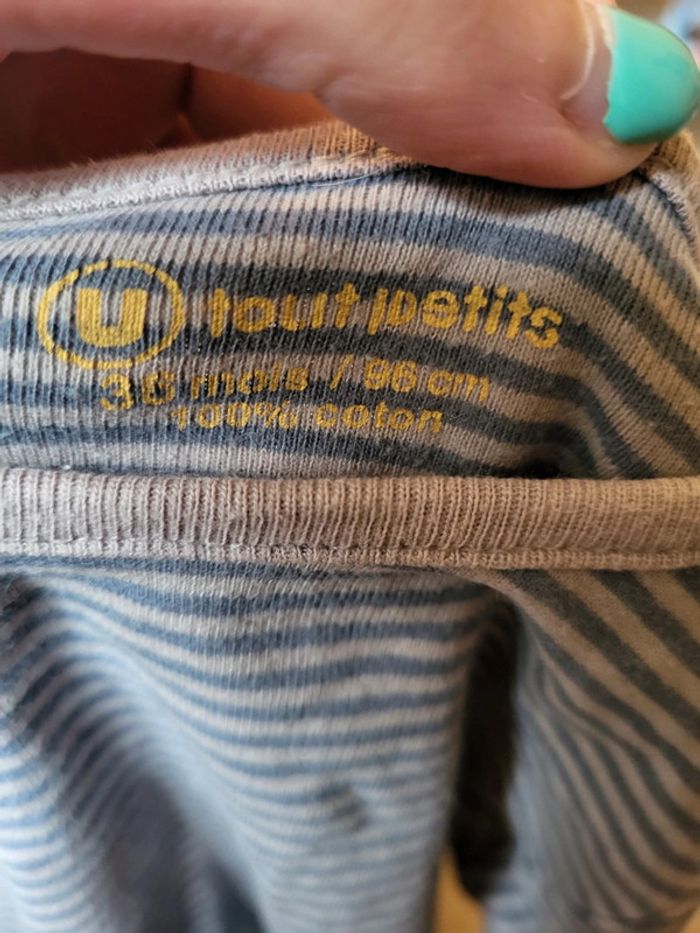 U tout petits
36 mois / 96 cm
100% coton